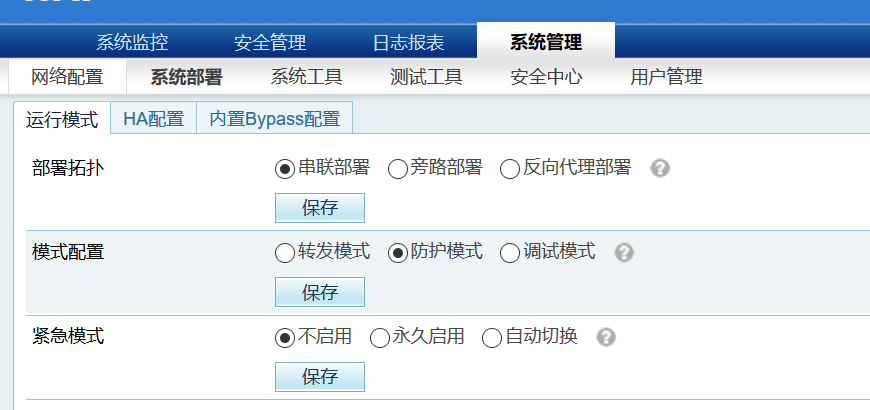 系统监控 安全管理 日志报表 系统管理
网络配置 系统部署 系统工具 测试工具 安全中心 用户管理
运行模式 HA配置 内置Bypass配置
部署拓扑 串联部署 旁路部署 反向代理部署 ?
保存
模式配置 转发模式 防护模式 调试模式 ?
保存
紧急模式 不启用 永久启用 自动切换 ?
保存